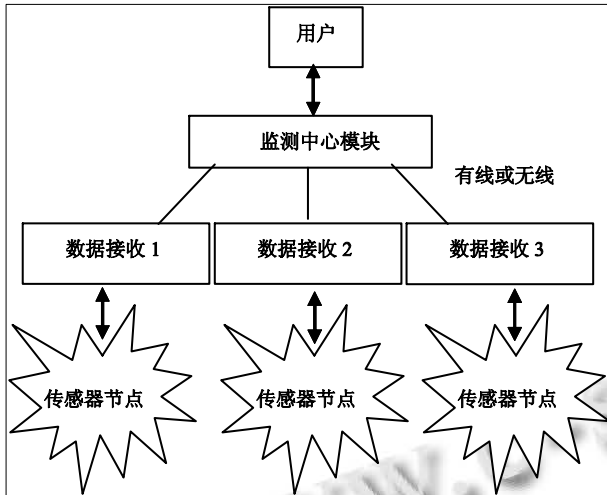 用户
监测中心模块
有线或无线
数据接收 1
数据接收 2
数据接收 3
传感器节点
传感器节点
传感器节点